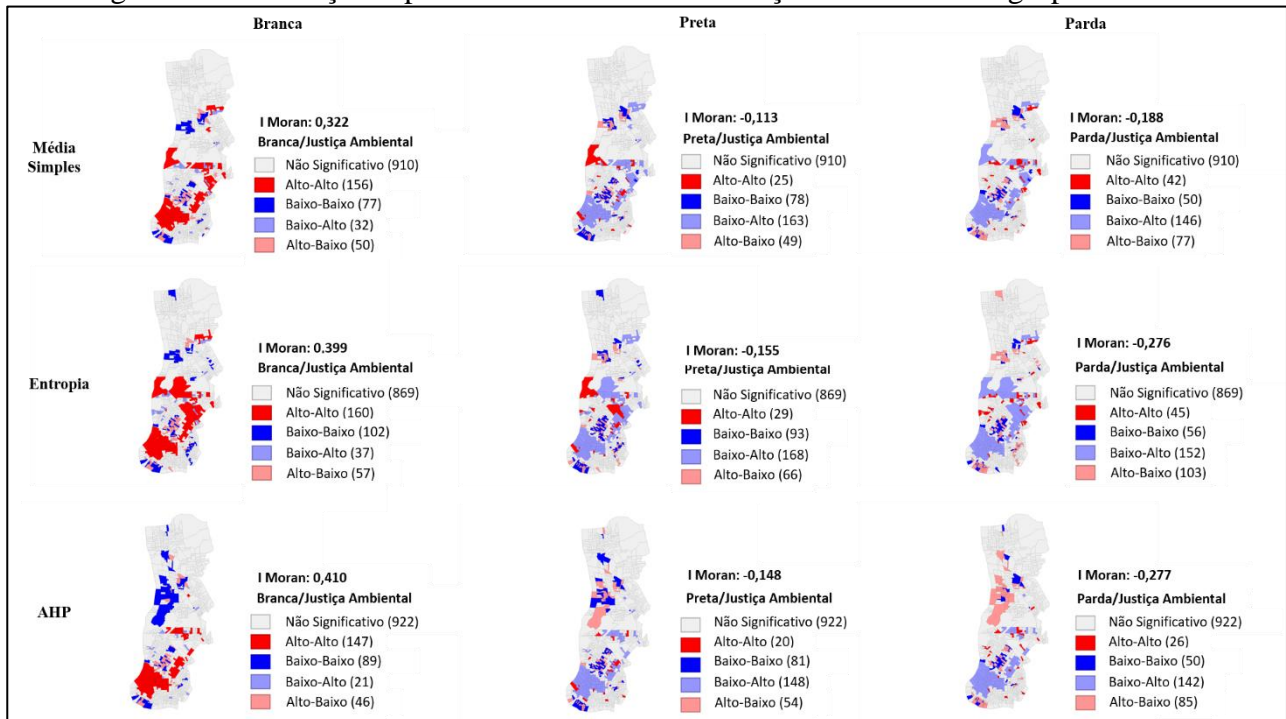 Branca
Preta
Parda
Média
Simples
I Moran: 0,322
Branca/Justiça Ambiental
Não Significativo (910)
Alto-Alto (156)
Baixo-Baixo (77)
Baixo-Alto (32)
Alto-Baixo (50)
I Moran: -0,113
Preta/Justiça Ambiental
Não Significativo (910)
Alto-Alto (25)
Baixo-Baixo (78)
Baixo-Alto (163)
Alto-Baixo (49)
I Moran: -0,188
Parda/Justiça Ambiental
Não Significativo (910)
Alto-Alto (42)
Baixo-Baixo (50)
Baixo-Alto (146)
Alto-Baixo (77)
Entropia
I Moran: 0,399
Branca/Justiça Ambiental
Não Significativo (869)
Alto-Alto (160)
Baixo-Baixo (102)
Baixo-Alto (37)
Alto-Baixo (57)
I Moran: -0,155
Preta/Justiça Ambiental
Não Significativo (869)
Alto-Alto (29)
Baixo-Baixo (93)
Baixo-Alto (168)
Alto-Baixo (66)
I Moran: -0,276
Parda/Justiça Ambiental
Não Significativo (869)
Alto-Alto (45)
Baixo-Baixo (56)
Baixo-Alto (152)
Alto-Baixo (103)
AHP
I Moran: 0,410
Branca/Justiça Ambiental
Não Significativo (922)
Alto-Alto (147)
Baixo-Baixo (89)
Baixo-Alto (21)
Alto-Baixo (46)
I Moran: -0,148
Preta/Justiça Ambiental
Não Significativo (922)
Alto-Alto (20)
Baixo-Baixo (81)
Baixo-Alto (148)
Alto-Baixo (54)
I Moran: -0,277
Parda/Justiça Ambiental
Não Significativo (922)
Alto-Alto (26)
Baixo-Baixo (50)
Baixo-Alto (142)
Alto-Baixo (85)